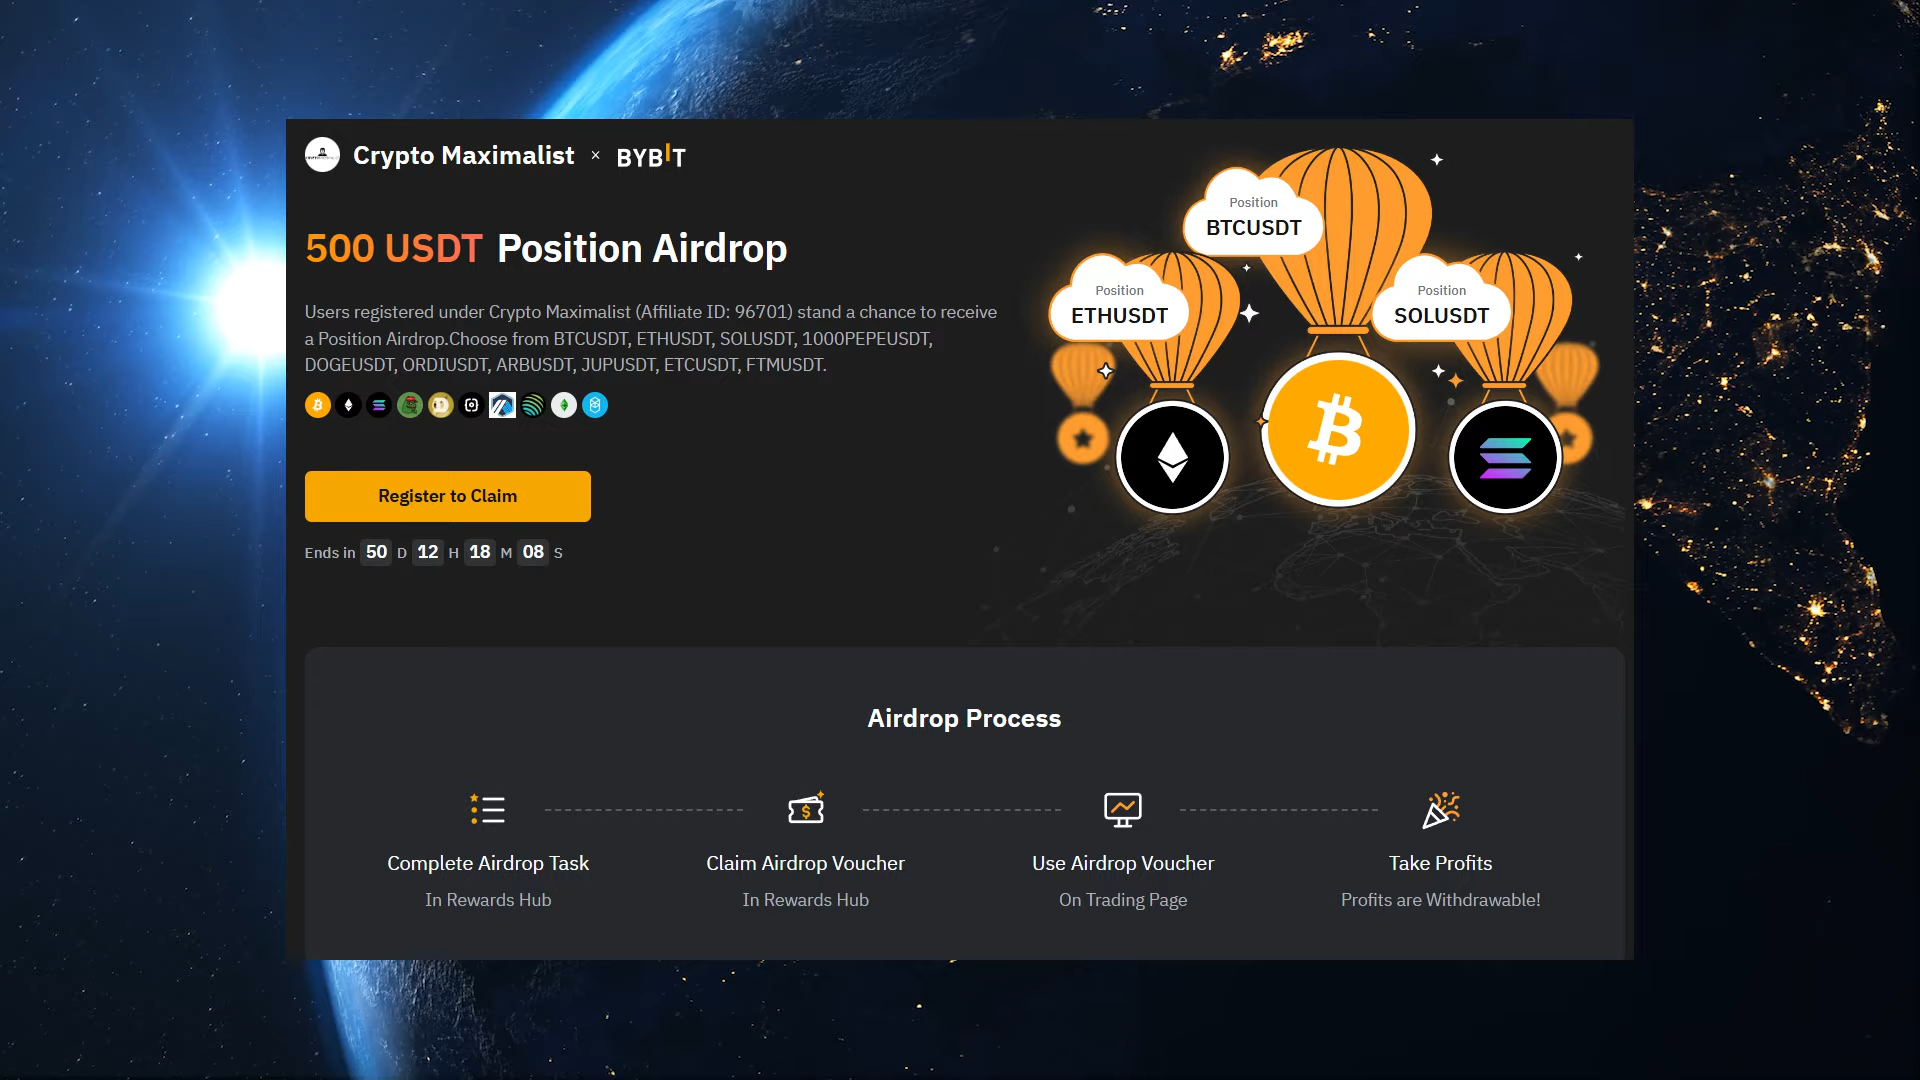 Crypto Maximalist × BYBIT
500 USDT Position Airdrop
Users registered under Crypto Maximalist (Affiliate ID: 96701) stand a chance to receive
a Position Airdrop.Choose from BTCUSDT, ETHUSDT, SOLUSDT, 1000PEPEUSDT,
DOGEUSDT, ORDIUSDT, ARBUSDT, JUPUSDT, ETCUSDT, FTMUSDT.
Register to Claim
Ends in 50 D 12 H 18 M 08 S
Position
BTCUSDT
Position
ETHUSDT
Position
SOLUSDT
Airdrop Process
Complete Airdrop Task
In Rewards Hub
Claim Airdrop Voucher
In Rewards Hub
Use Airdrop Voucher
On Trading Page
Take Profits
Profits are Withdrawable!